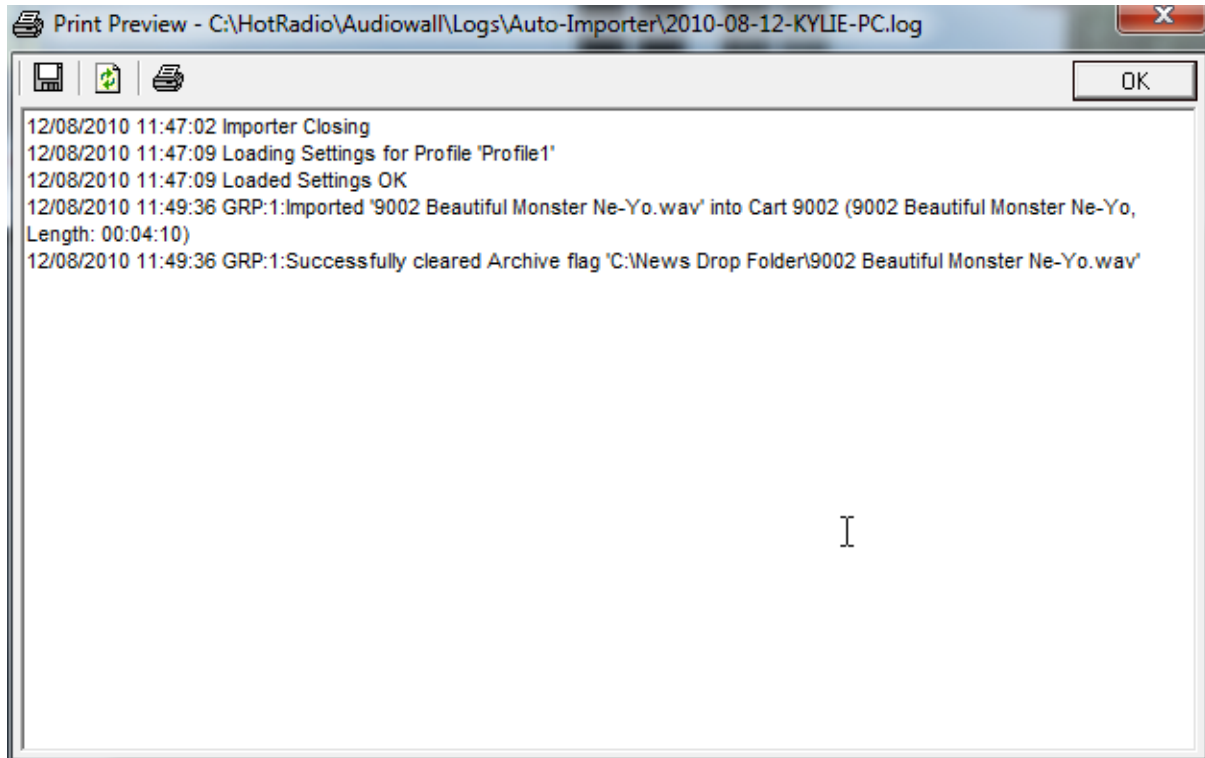 Print Preview - C:\HotRadio\Audiowall\Logs\Auto-Importer\2010-08-12-KYLIE-PC.log
OK
12/08/2010 11:47:02 Importer Closing
12/08/2010 11:47:09 Loading Settings for Profile 'Profile1'
12/08/2010 11:47:09 Loaded Settings OK
12/08/2010 11:49:36 GRP:1:Imported '9002 Beautiful Monster Ne-Yo.wav' into Cart 9002 (9002 Beautiful Monster Ne-Yo,
Length: 00:04:10)
12/08/2010 11:49:36 GRP:1:Successfully cleared Archive flag 'C:\News Drop Folder\9002 Beautiful Monster Ne-Yo.wav'